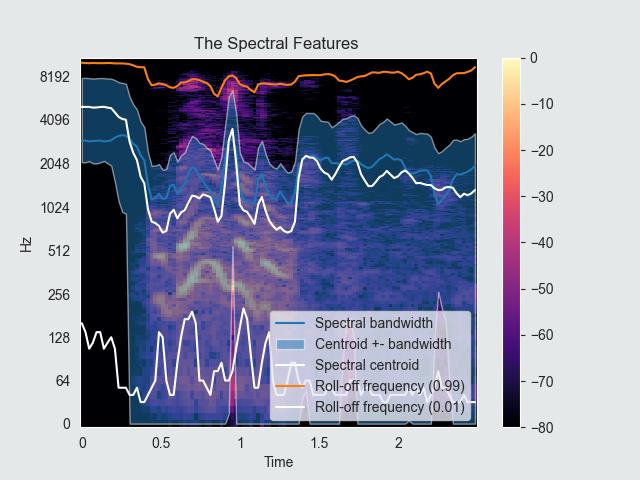 The Spectral Features
8192
4096
2048
1024
512
256
128
64
0
Hz
0
0.5
1
1.5
2
Time
Spectral bandwidth
Centroid +- bandwidth
Spectral centroid
Roll-off frequency (0.99)
Roll-off frequency (0.01)
0
−10
−20
−30
−40
−50
−60
−70
−80